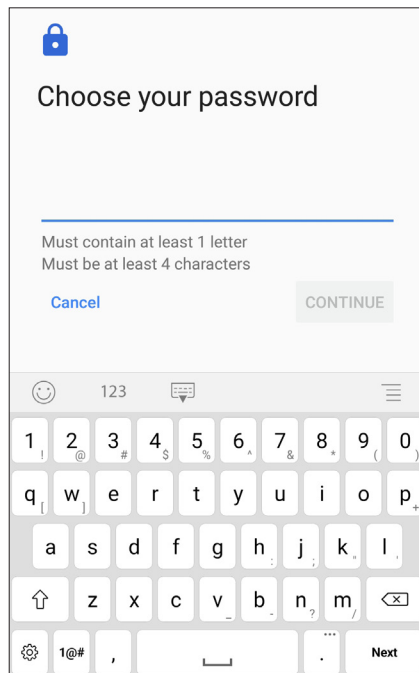 Choose your password
Must contain at least 1 letter
Must be at least 4 characters
Cancel CONTINUE
123
1 ! 2 @ 3 # 4 $ 5 % 6 ^ 7 & 8 * 9 ( 0 )
q [ w ] e r t y u i o p +
a s d f g h : j ; k l
z x c v _ b - n ? m /
1@# , . ... Next